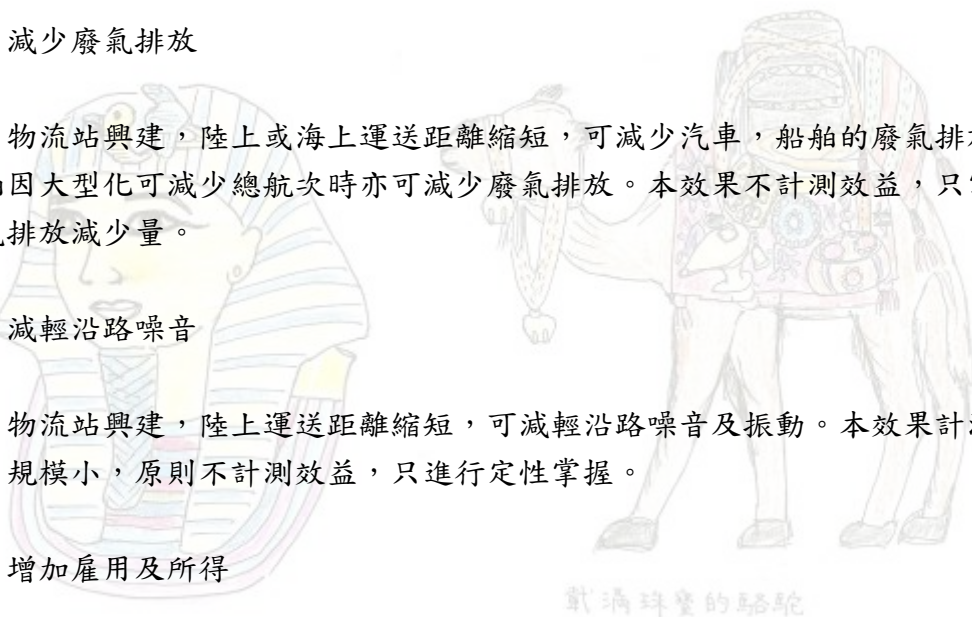 減少廢氣排放
物流站興建，陸上或海上運送距離縮短，可減少汽車，船舶的廢氣排
因大型化可減少總航次時亦可減少廢氣排放。本效果不計測效益，只
排放減少量。
減輕沿路噪音
物流站興建，陸上運送距離縮短，可減輕沿路噪音及振動。本效果計
規模小，原則不計測效益，只進行定性掌握。
增加雇用及所得
載滿珠寶的駱駝